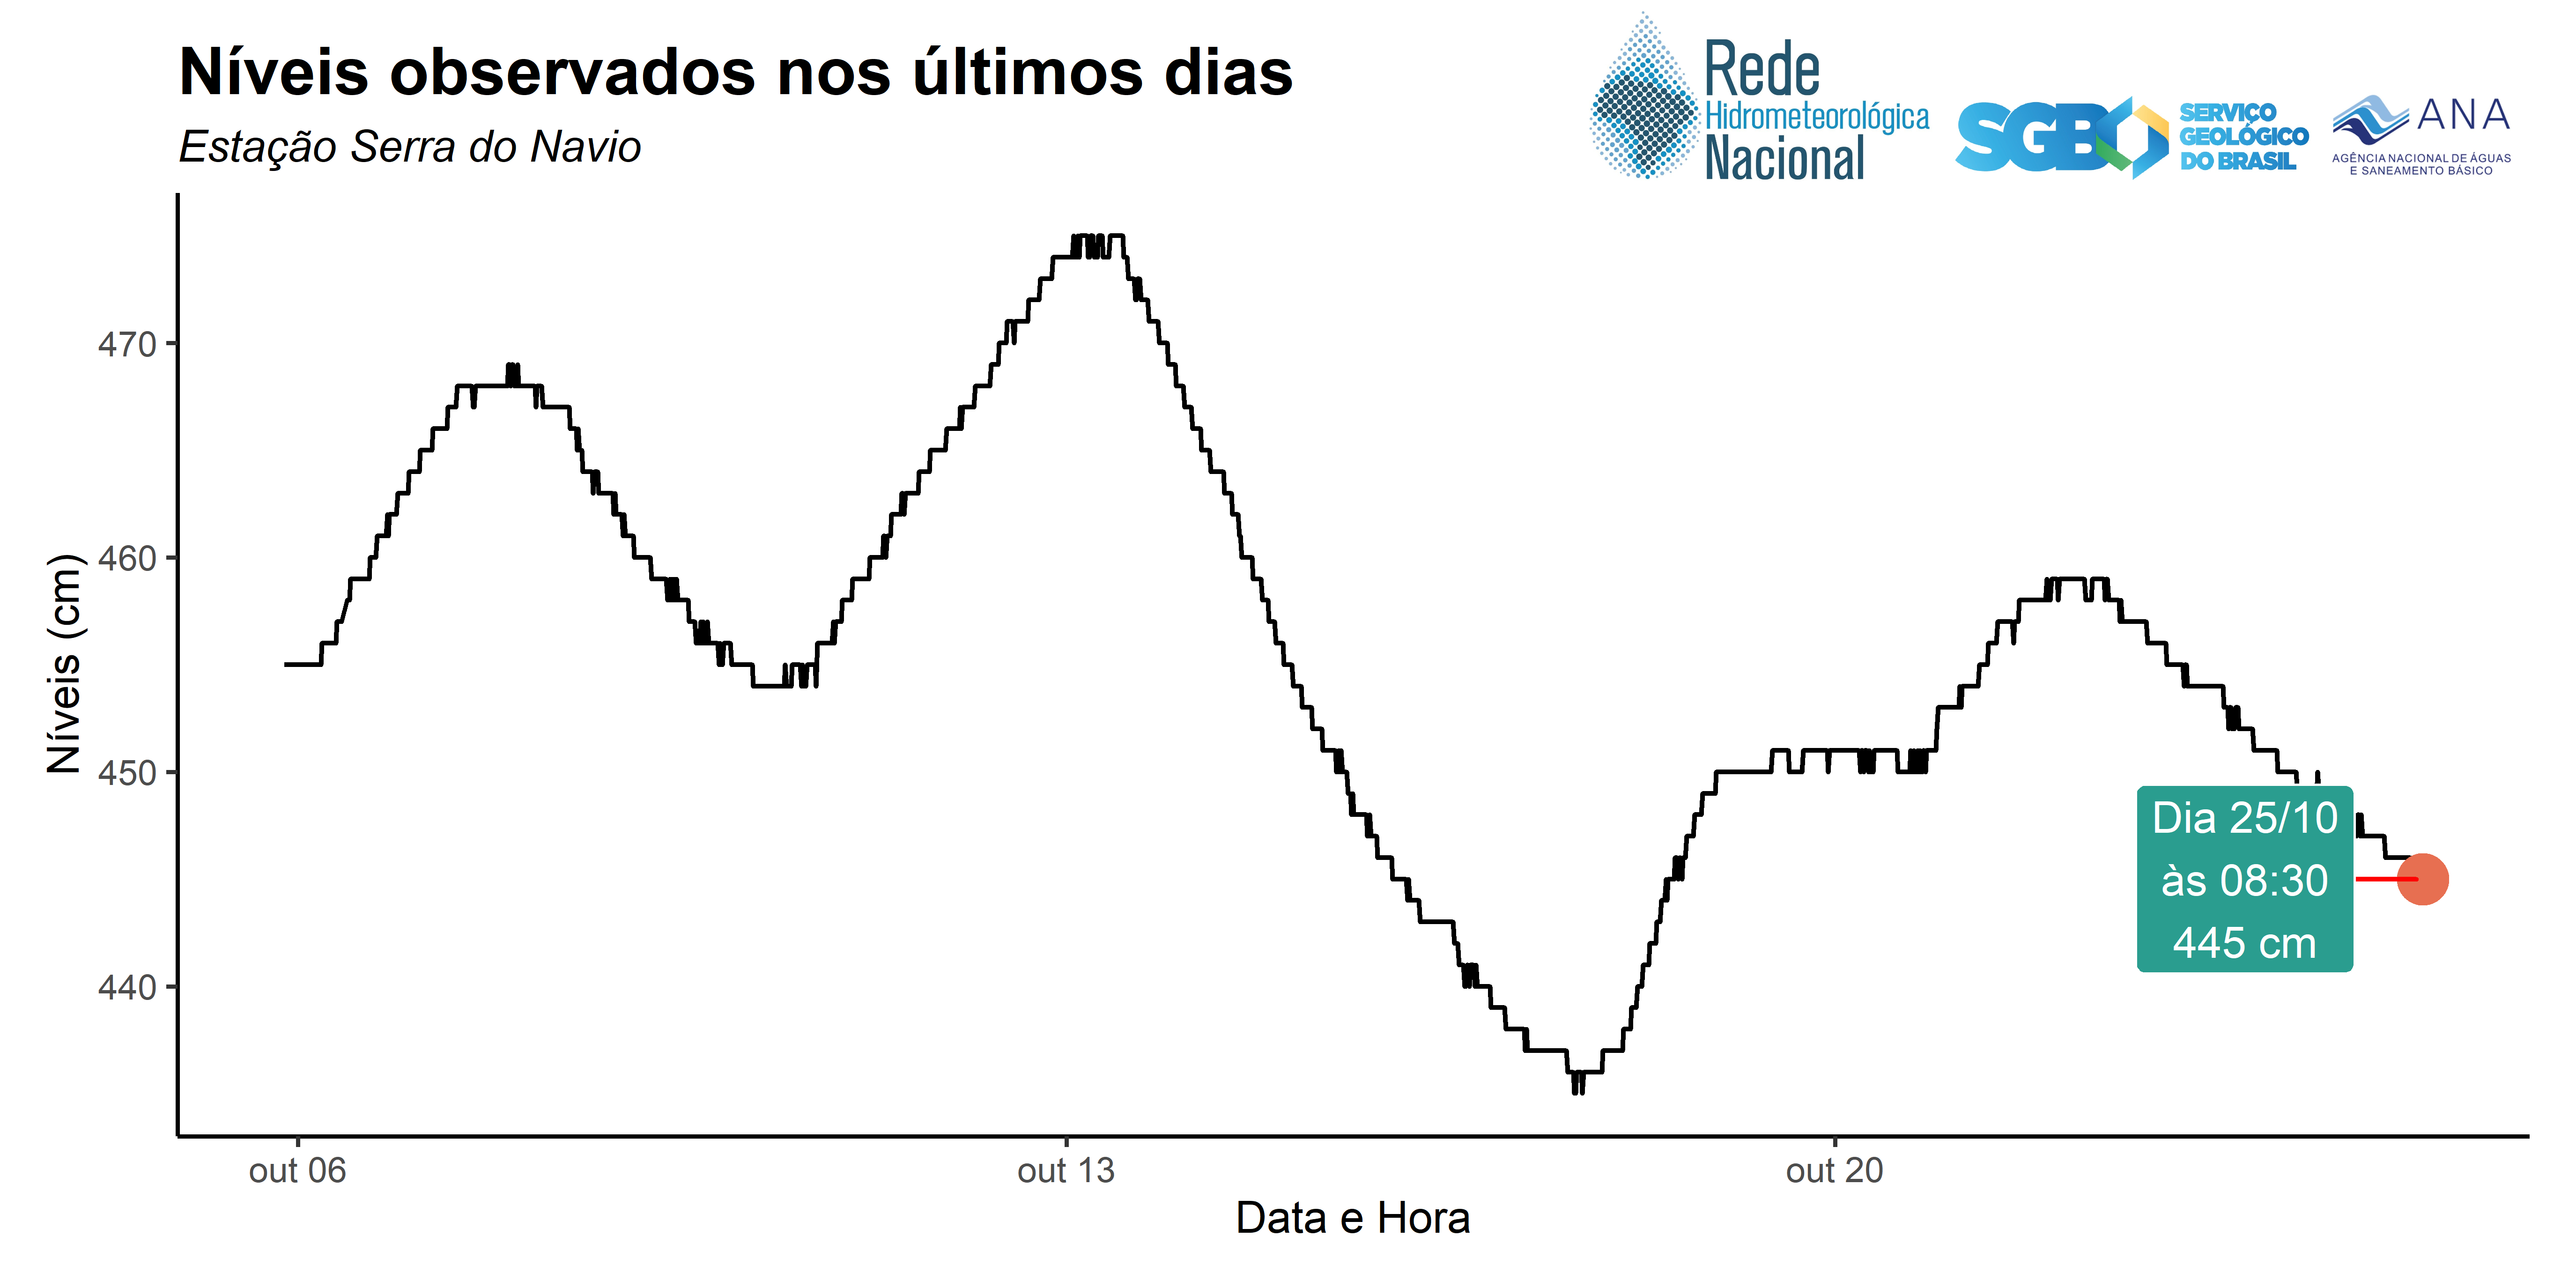 Níveis observados nos últimos dias
Estação Serra do Navio
Rede
Hidrometeorológica
Nacional
SGB
SERVIÇO
GEOLÓGICO
DO BRASIL
ANA
AGÊNCIA NACIONAL DE ÁGUAS
E SANEAMENTO BÁSICO
Níveis (cm)
470
460
450
440
Dia 25/10
às 08:30
445 cm
out 06
out 13
out 20
Data e Hora